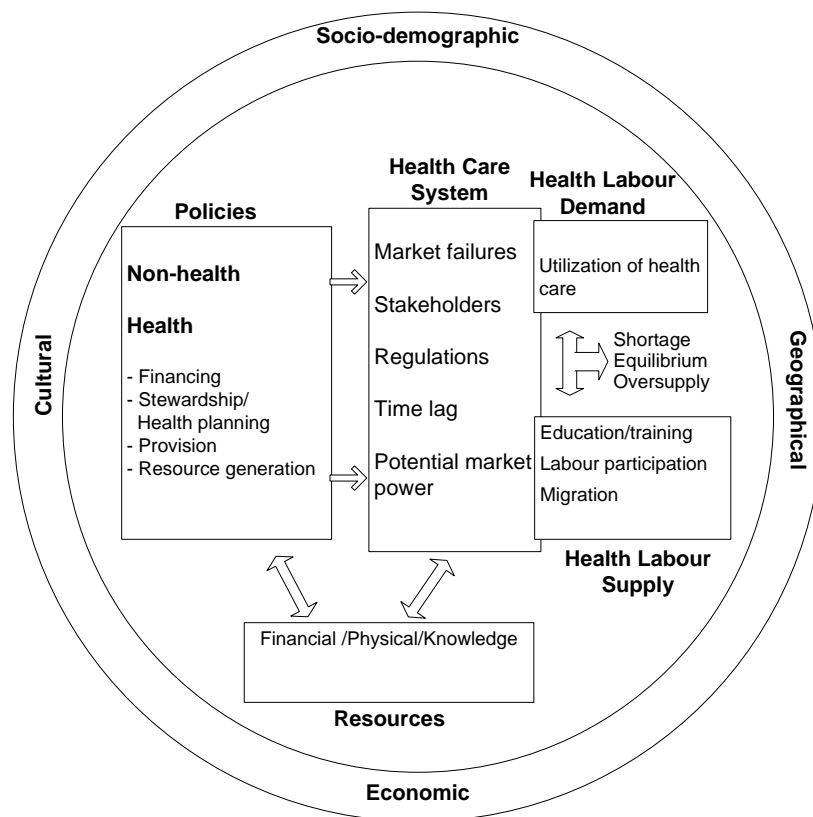 Socio-demographic
Cultural
Geographical
Economic
Policies
Non-health
Health
- Financing
- Stewardship/
Health planning
- Provision
- Resource generation
Health Care
System
Market failures
Stakeholders
Regulations
Time lag
Potential market
power
Health Labour
Demand
Utilization of health
care
Shortage
Equilibrium
Oversupply
Education/training
Labour participation
Migration
Health Labour
Supply
Financial /Physical/Knowledge
Resources